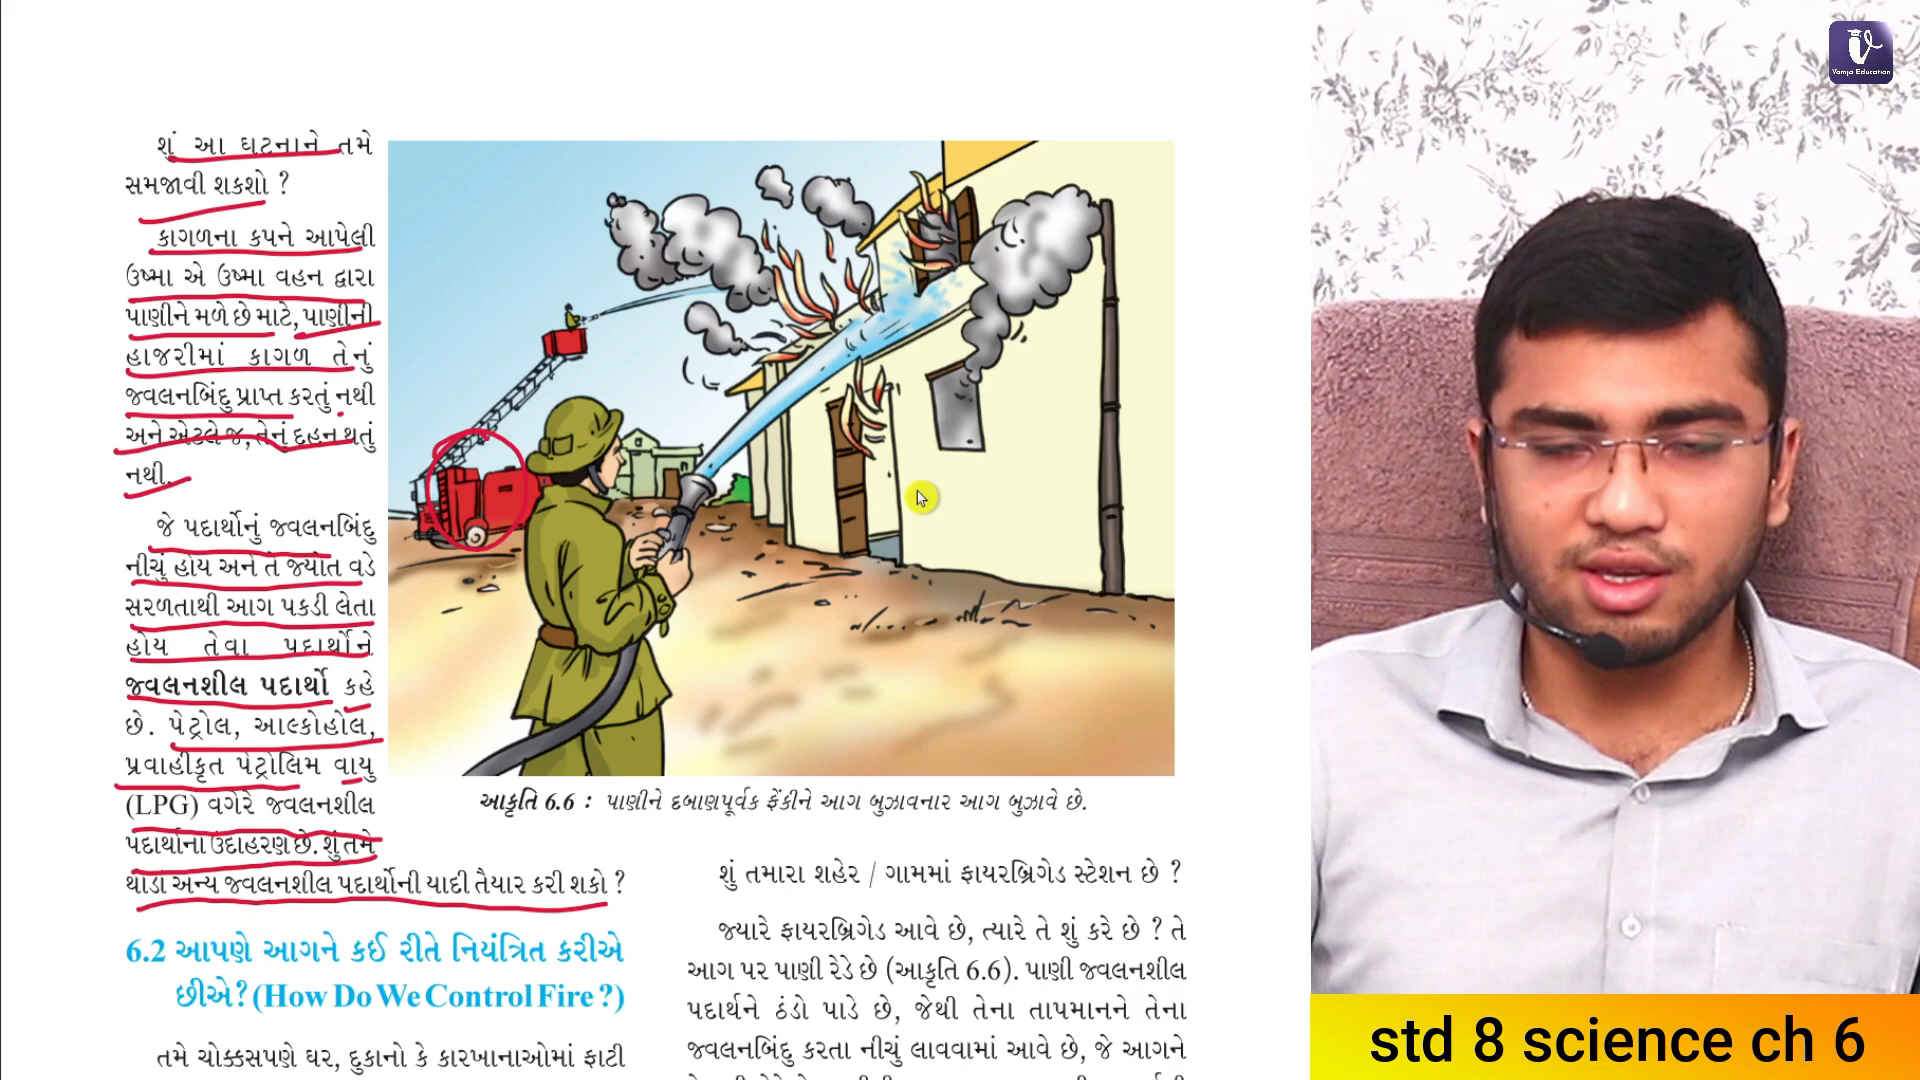 શું આ ઘટનાને તમે
સમજાવી શકશો ?
કાગળના કપને આપેલી
ઉષ્મા એ ઉષ્મા વહન દ્વારા
પાણીને મળે છે માટે, પાણીની
હાજરીમાં કાગળ તેનું
જ્વલનબિંદુ પ્રાપ્ત કરતું નથી
અને એટલે જ, તેનું દહન થતું
નથી.
જે પદાર્થોનું જ્વલનબિંદુ
નીચું હોય અને તે જ્યોત વડે
સરળતાથી આગ પકડી લેતા
હોય તેવા પદાર્થોને
જ્વલનશીલ પદાર્થો કહે
છે. પેટ્રોલ, આલ્કોહોલ,
પ્રવાહીકૃત પેટ્રોલિમ વાયુ
(LPG) વગેરે જ્વલનશીલ
પદાર્થોના ઉદાહરણ છે. શું તમે
થોડાં અન્ય જ્વલનશીલ પદાર્થોની યાદી તૈયાર કરી શકો ?
6.2 આપણે આગને કઈ રીતે નિયંત્રિત કરીએ
છીએ? (How Do We Control Fire ?)
તમે ચોક્કસપણે ઘર, દુકાનો કે કારખાનાઓમાં ફાટી
આકૃતિ 6.6 : પાણીને દબાણપૂર્વક ફેંકીને આગ બુઝાવનાર આગ બુઝાવે છે.
શું તમારા શહેર / ગામમાં ફાયરબ્રિગેડ સ્ટેશન છે ?
જ્યારે ફાયરબ્રિગેડ આવે છે, ત્યારે તે શું કરે છે ? તે
આગ પર પાણી રેડે છે (આકૃતિ 6.6). પાણી જ્વલનશીલ
પદાર્થને ઠંડો પાડે છે, જેથી તેના તાપમાનને તેના
જ્વલનબિંદુ કરતા નીચું લાવવામાં આવે છે, જે આગને
Vamja Education
std 8 science ch 6